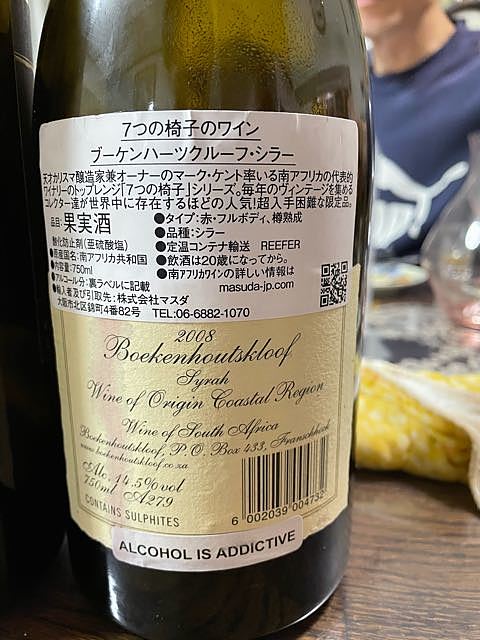 7つの椅子のワイン
ブーケンハーツクルーフ・シラー
天才カリスマ醸造家兼オーナーのマーク・ケント率いる南アフリカの代表的
ワイナリーのトップレンジ「7つの椅子」シリーズ。毎年のヴィンテージを集める
コレクター達が世界中に存在するほどの人気!超入手困難な限定品。
品目:果実酒
酸化防止剤(亜硫酸塩)
●原産国名:南アフリカ共和国
●内容量:750ml
●アルコール分:裏ラベルに記載
●輸入者及び引取先:株式会社マスダ
大阪市北区錦町4番82号 TEL:06-6882-1070
●タイプ:赤・フルボディ、樽熟成
●品種:シラー
●定温コンテナ輸送 REEFER
●飲酒は20歳になってから。
●南アフリカワインの詳しい情報は
masuda-jp.com
2008
Boekenhoutskloof
Syrah
Wine of Origin Coastal Region
Wine of South Africa
Boekenhoutskloof, P.O. Box 433, Franschhoek
www.boekenhoutskloof.co.za
Alc. 14.5% vol
750ml A279
CONTAINS SULPHITES
6 002039 004732
ALCOHOL IS ADDICTIVE